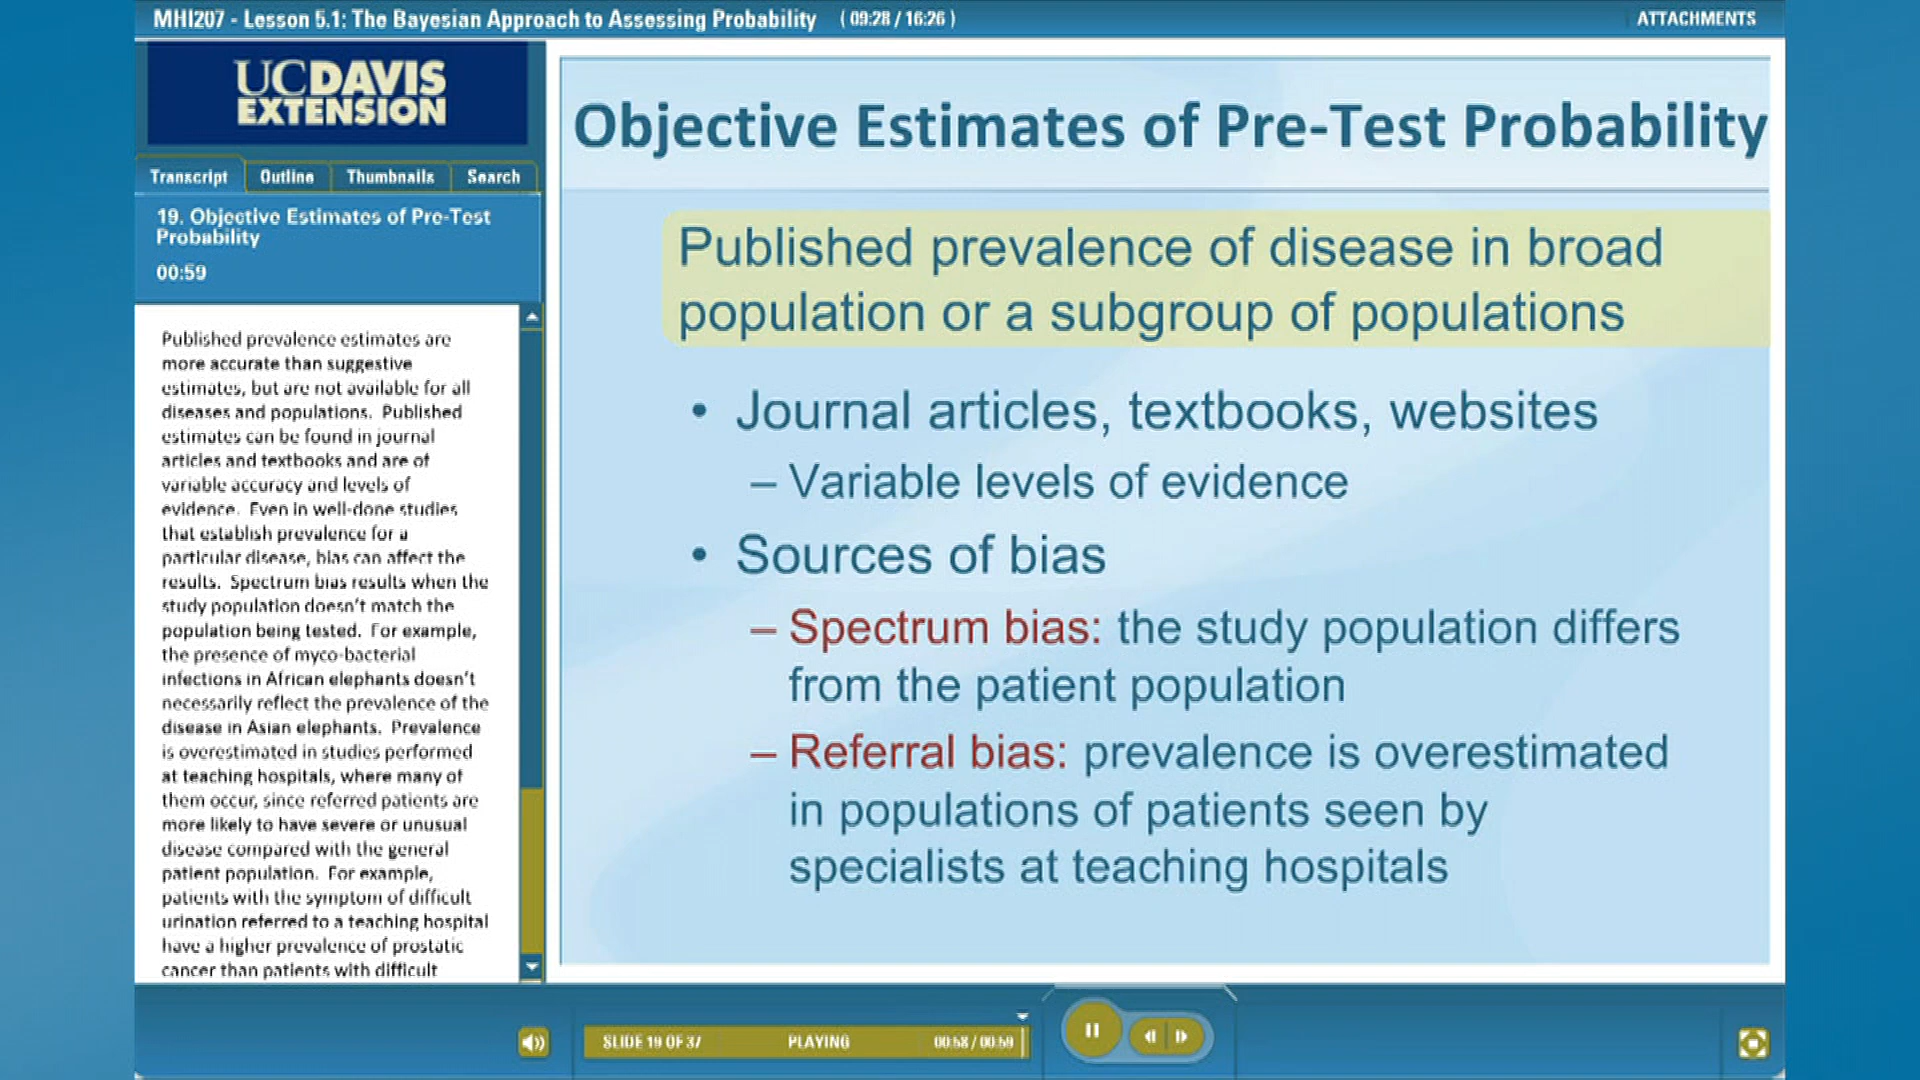 MHI207 - Lesson 5.1: The Bayesian Approach to Assessing Probability ( 09:28 / 16:26 )
ATTACHMENTS
UCDAVIS
EXTENSION
Transcript Outline Thumbnails Search
19. Objective Estimates of Pre-Test
Probability
00:59
Published prevalence estimates are
more accurate than suggestive
estimates, but are not available for all
diseases and populations. Published
estimates can be found in journal
articles and textbooks and are of
variable accuracy and levels of
evidence. Even in well-done studies
that establish prevalence for a
particular disease, bias can affect the
results. Spectrum bias results when the
study population doesn't match the
population being tested. For example,
the presence of myco-bacterial
infections in African elephants doesn't
necessarily reflect the prevalence of the
disease in Asian elephants. Prevalence
is overestimated in studies performed
at teaching hospitals, where many of
them occur, since referred patients are
more likely to have severe or unusual
disease compared with the general
patient population. For example,
patients with the symptom of difficult
urination referred to a teaching hospital
have a higher prevalence of prostatic
cancer than patients with difficult
Objective Estimates of Pre-Test Probability
Published prevalence of disease in broad
population or a subgroup of populations
• Journal articles, textbooks, websites
– Variable levels of evidence
• Sources of bias
– Spectrum bias: the study population differs
from the patient population
– Referral bias: prevalence is overestimated
in populations of patients seen by
specialists at teaching hospitals
SLIDE 19 OF 37 PLAYING 00:58 / 00:59